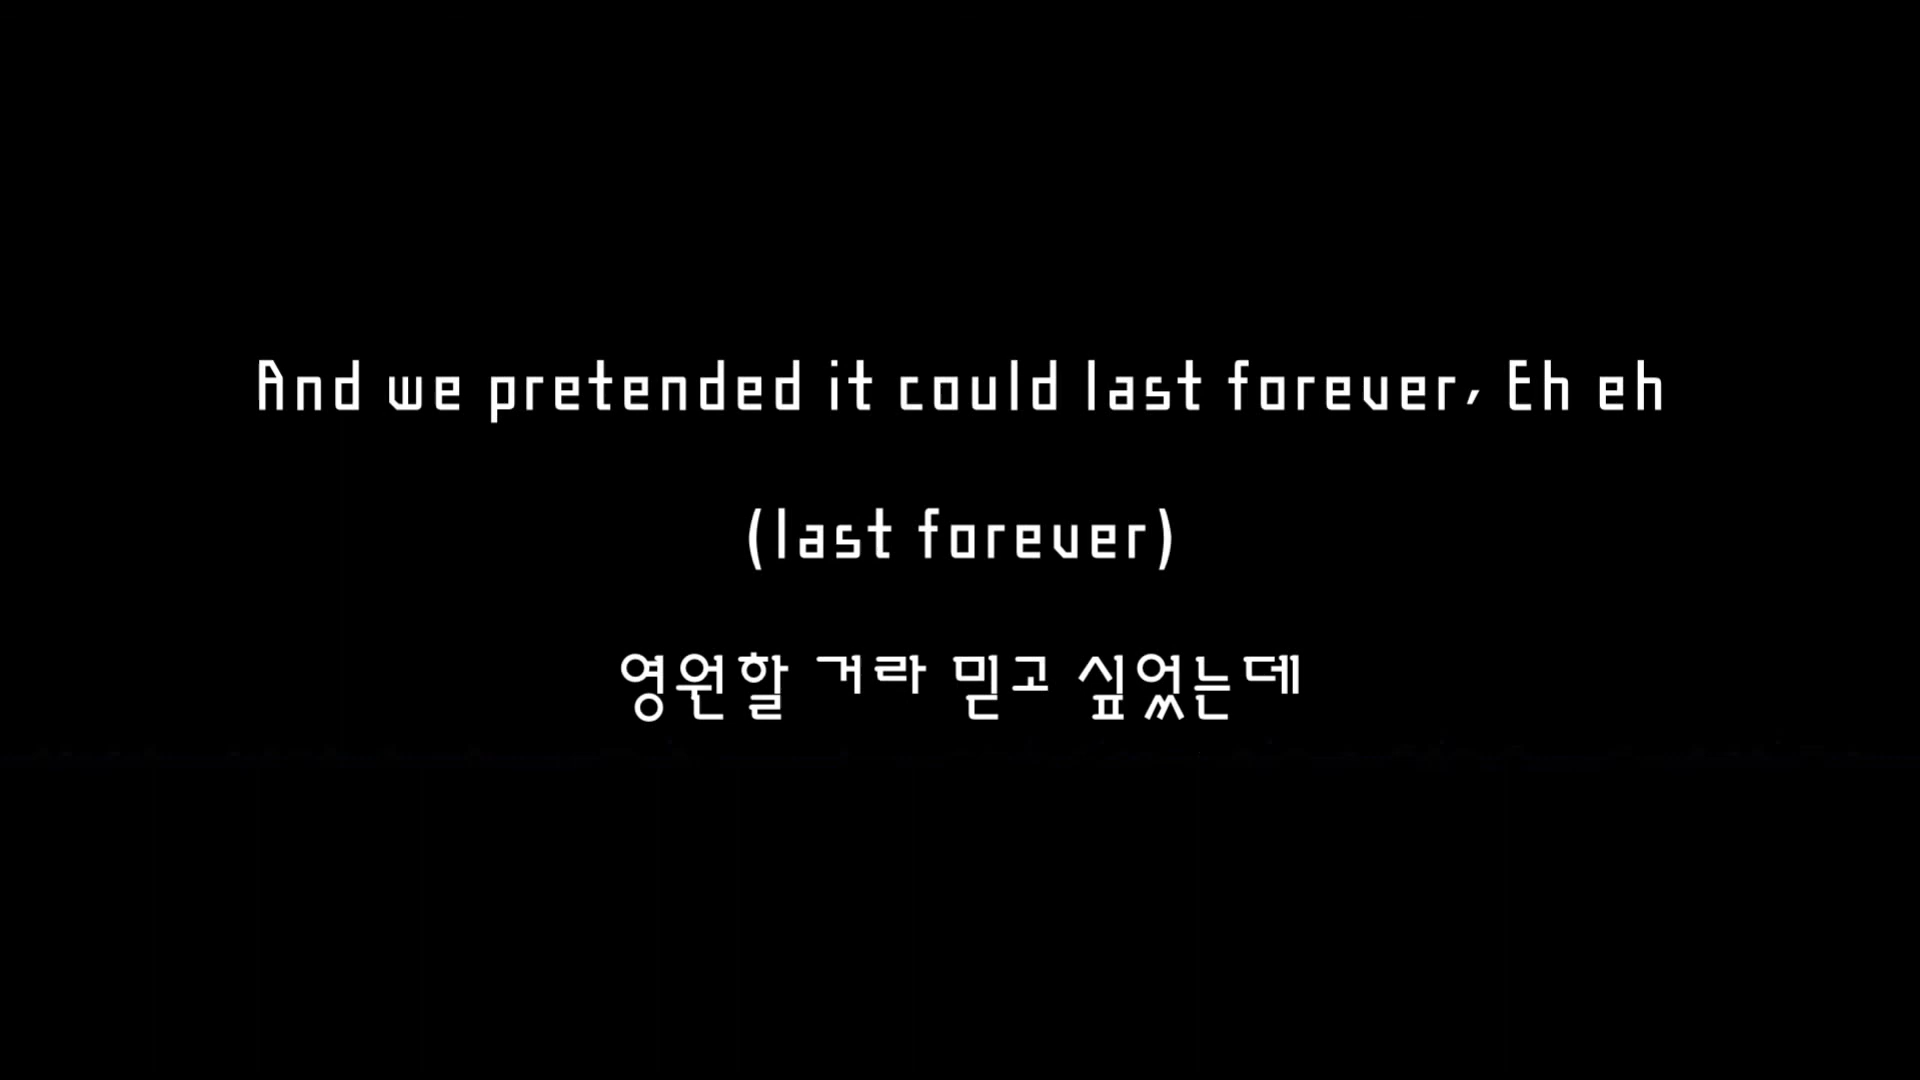 And we pretended it could last forever, Eh eh
(last forever)
영원할 거라 믿고 싶었는데